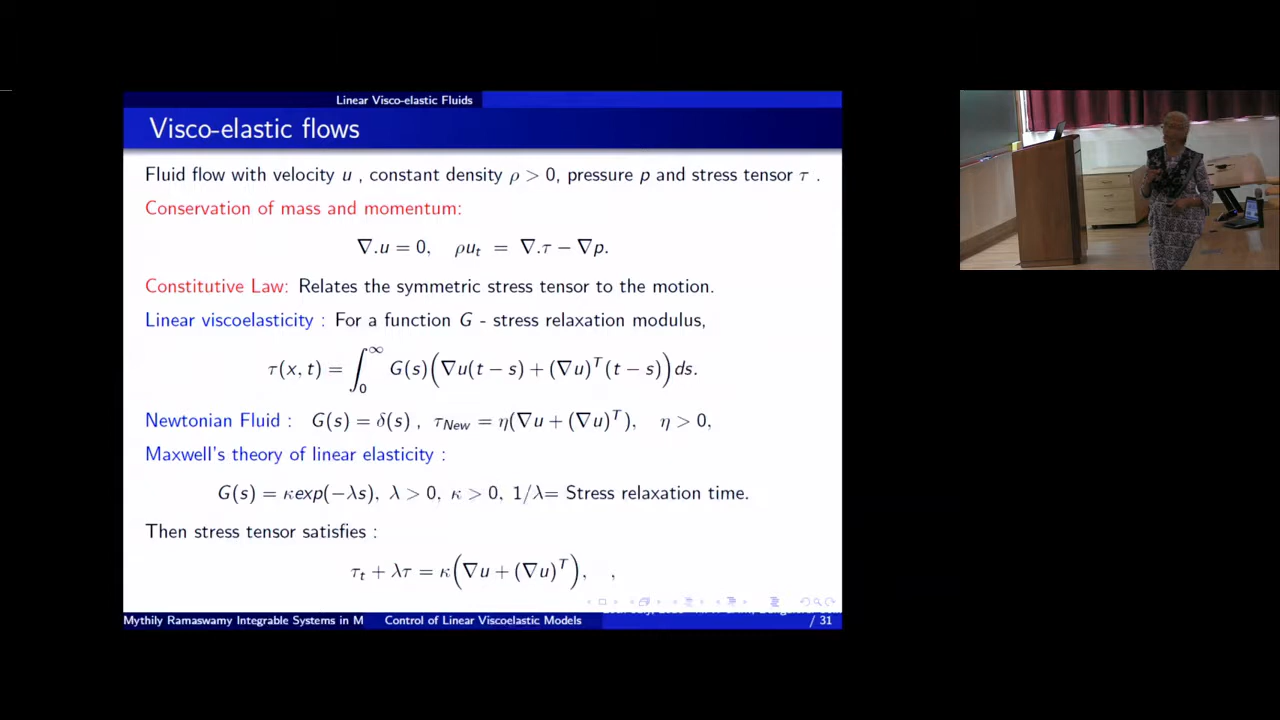 Linear Visco-elastic Fluids
Visco-elastic flows
Fluid flow with velocity u , constant density ρ > 0, pressure p and stress tensor τ .
Conservation of mass and momentum:
∇.u = 0, ρu_t = ∇.τ − ∇p.
Constitutive Law: Relates the symmetric stress tensor to the motion.
Linear viscoelasticity : For a function G - stress relaxation modulus,
τ(x, t) = ∫_0^∞ G(s)(∇u(t − s) + (∇u)^T(t − s))ds.
Newtonian Fluid : G(s) = δ(s) , τ_New = η(∇u + (∇u)^T), η > 0,
Maxwell's theory of linear elasticity :
G(s) = κexp(−λs), λ > 0, κ > 0, 1/λ= Stress relaxation time.
Then stress tensor satisfies :
τ_t + λτ = κ(∇u + (∇u)^T), ,
Mythily Ramaswamy Integrable Systems in M Control of Linear Viscoelastic Models / 31